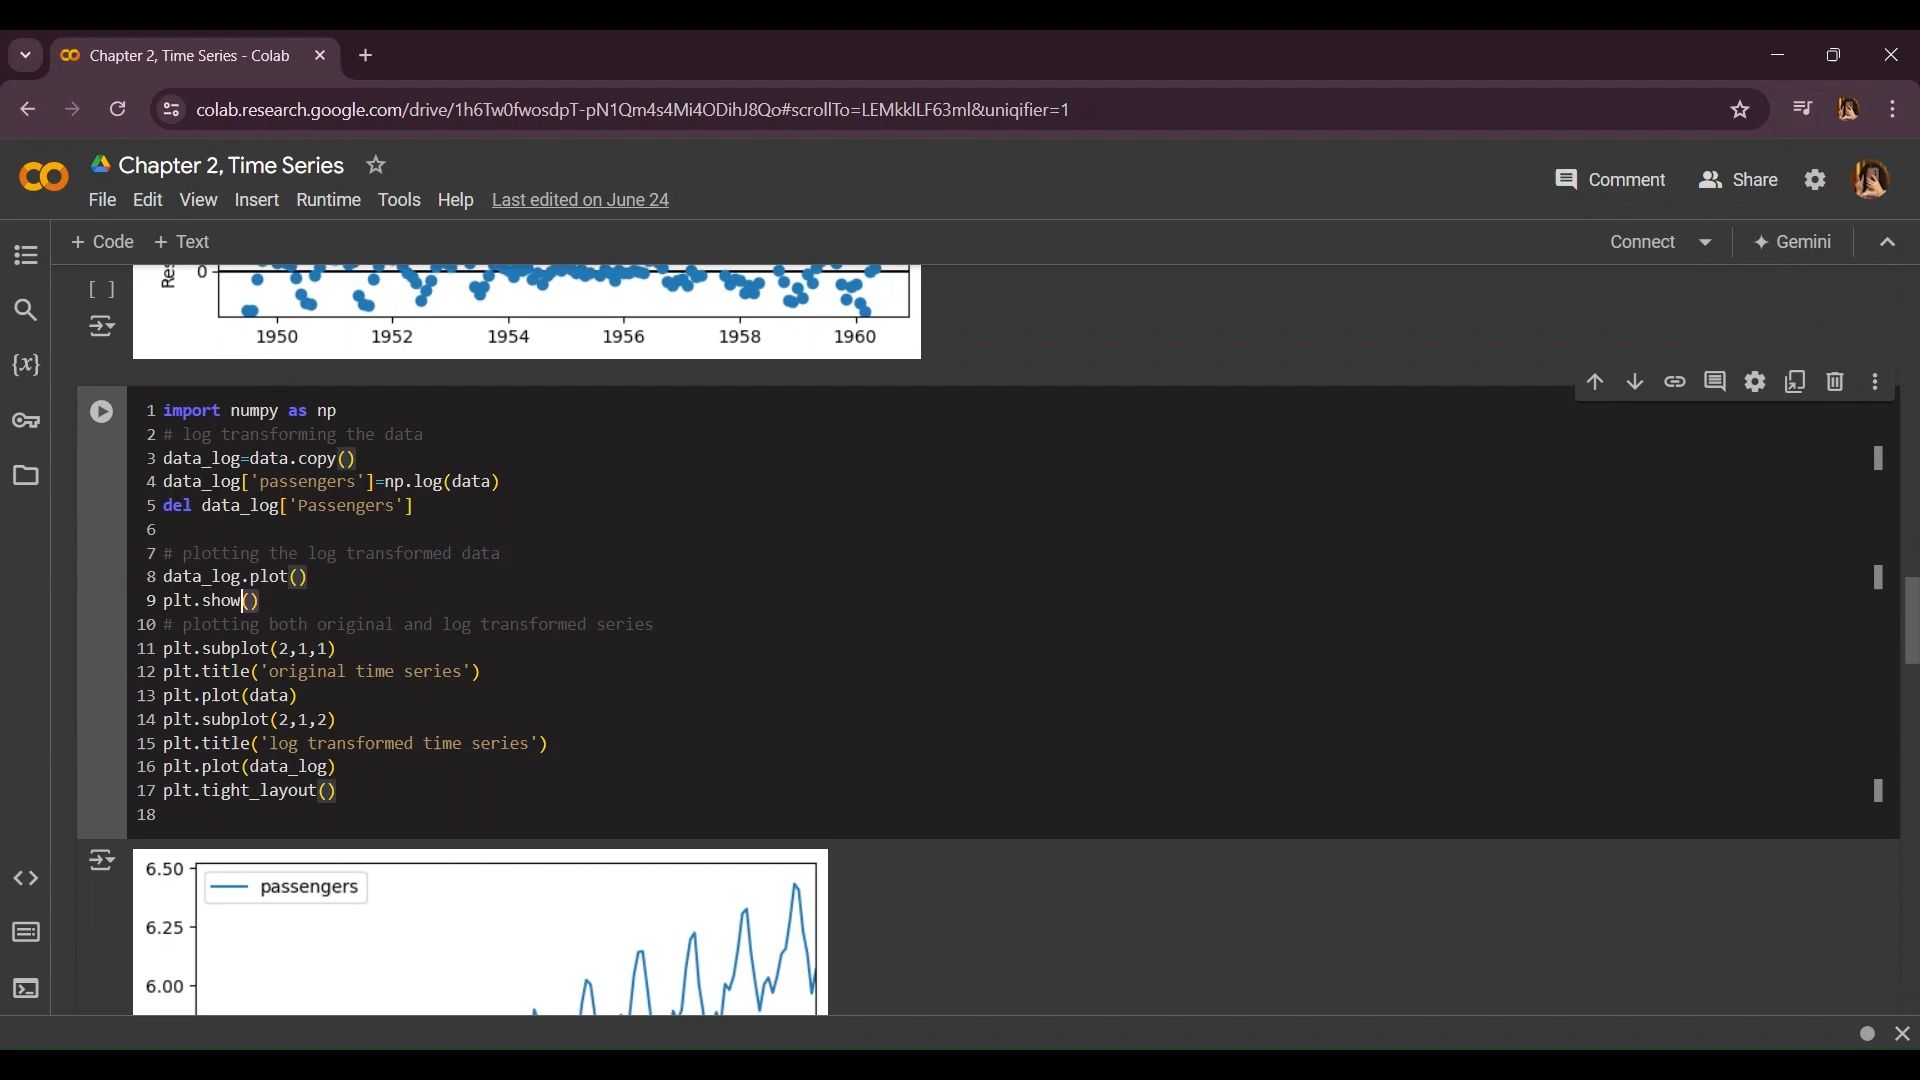 Chapter 2, Time Series - Colab
colab.research.google.com/drive/1h6Tw0fwosdpT-pN1Qm4s4Mi4ODihJ8Qo#scrollTo=LEMkklLF63ml&uniqifier=1
Chapter 2, Time Series
Comment
Share
File Edit View Insert Runtime Tools Help Last edited on June 24
+ Code + Text
Connect
Gemini
[ ]
Res
0
1950 1952 1954 1956 1958 1960
{x}
1 import numpy as np
2 # log transforming the data
3 data_log=data.copy()
4 data_log['passengers']=np.log(data)
5 del data_log['Passengers']
6
7 # plotting the log transformed data
8 data_log.plot()
9 plt.show()
10 # plotting both original and log transformed series
11 plt.subplot(2,1,1)
12 plt.title('original time series')
13 plt.plot(data)
14 plt.subplot(2,1,2)
15 plt.title('log transformed time series')
16 plt.plot(data_log)
17 plt.tight_layout()
18
6.50
passengers
6.25
6.00